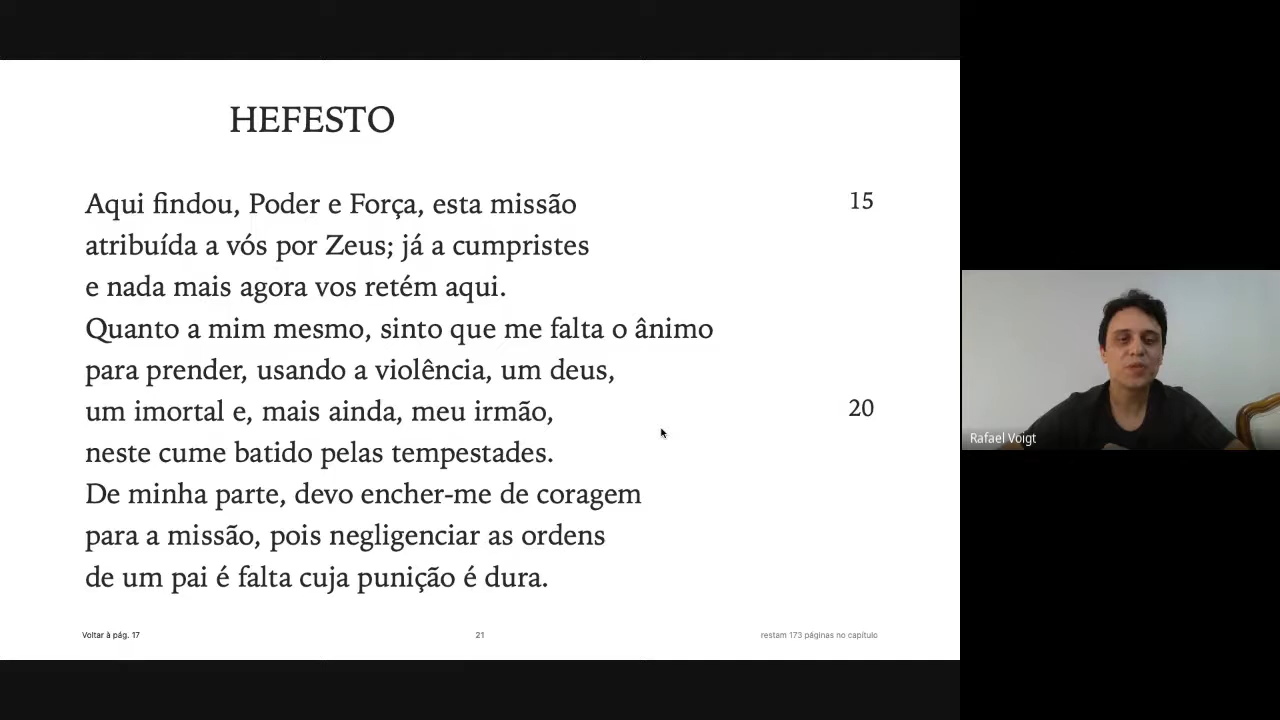 HEFESTO
Aqui findou, Poder e Força, esta missão
15
atribuída a vós por Zeus; já a cumpristes
e nada mais agora vos retém aqui.
Quanto a mim mesmo, sinto que me falta o ânimo
para prender, usando a violência, um deus,
um imortal e, mais ainda, meu irmão,
20
neste cume batido pelas tempestades.
De minha parte, devo encher-me de coragem
para a missão, pois negligenciar as ordens
de um pai é falta cuja punição é dura.
Voltar à pág. 17
21
restam 173 páginas no capítulo
Rafael Voigt